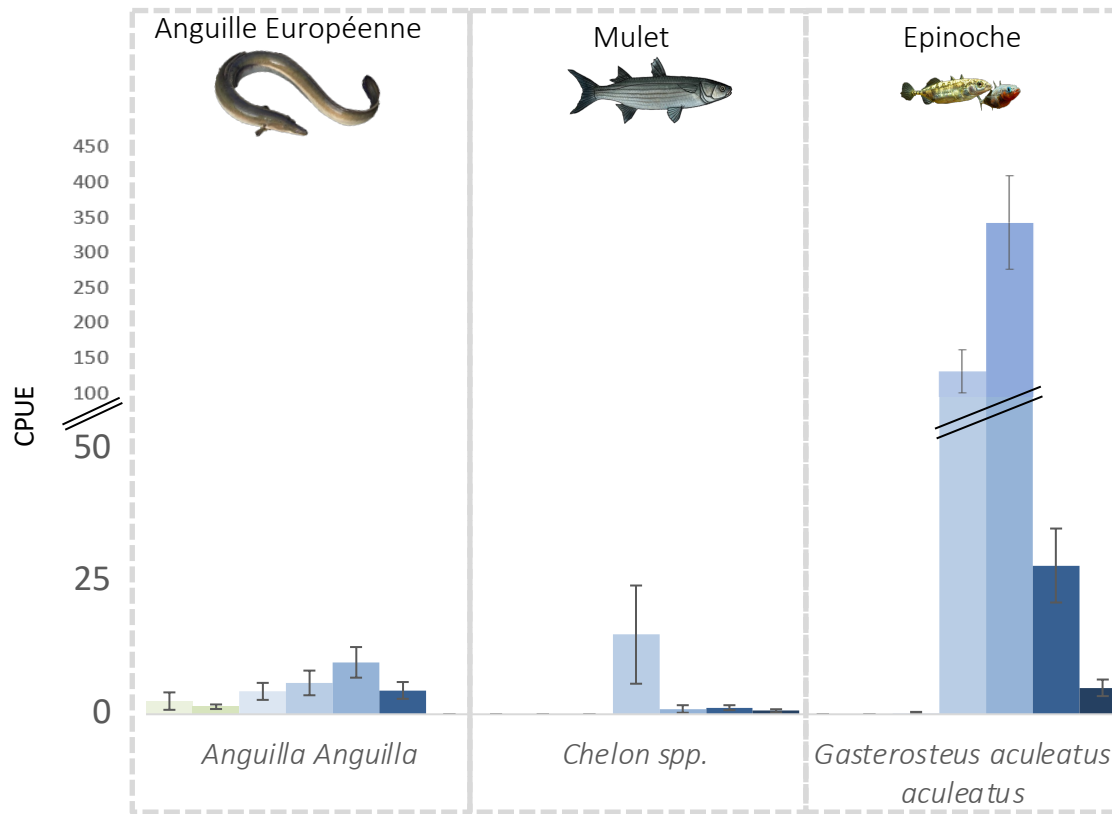 Anguille Européenne
Mulet
Epinoche
450
400
350
300
250
200
150
100
50
25
0
CPUE
Anguilla Anguilla
Chelon spp.
Gasterosteus aculeatus
aculeatus